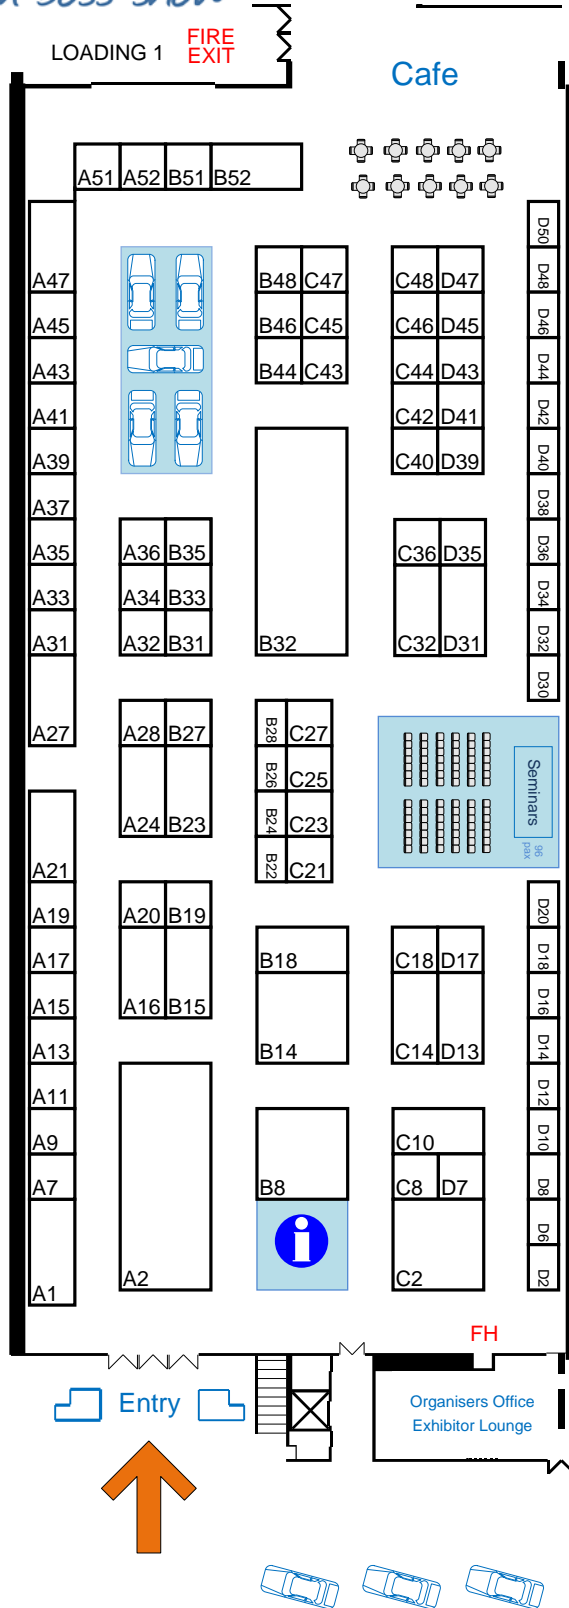 show
FIRE
EXIT
LOADING 1
Cafe
A51 A52 B51 B52
D50
A47 B48 C47 C48 D47 D48
A45 B46 C45 C46 D45 D46
A43 B44 C43 C44 D43 D44
A41 C42 D41 D42
A39 C40 D39 D40
A37 D38
A35 A36 B35 C36 D35 D36
A33 A34 B33 D34
A31 A32 B31 B32 C32 D31 D32
D30
A27 A28 B27 B28 C27
B26 C25
Seminars
96
pax
A24 B23 B24 C23
A21 B22 C21
A19 A20 B19 D20
A17 B18 C18 D17 D18
A15 A16 B15 D16
A13 B14 C14 D13 D14
A11 D12
A9 C10 D10
A7 B8 C8 D7 D8
i
D6
A1 A2 C2 D2
FH
Entry
Organisers Office
Exhibitor Lounge